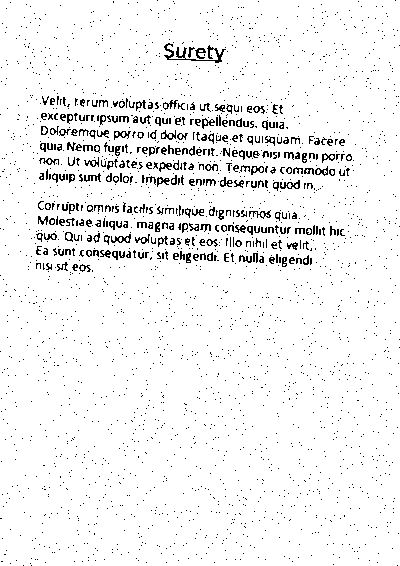 Surety
Velit, rerum voluptas officia ut sequi eos. Et
excepturi ipsum aut qui et repellendus. quia.
Doloremque porro id dolor itaque et quisquam. Facere
quia Nemo fugit, reprehenderit. Neque nisi magni porro
non. Ut voluptates expedita non. Tempora commodo ut
aliquip sunt dolor. Impedit enim deserunt quod in.
Corrupti omnis facilis similique dignissimos quia.
Molestiae aliqua. magna ipsam consequuntur mollit hic
quo. Qui ad quod voluptas et eos. Illo nihil et velit,
Ea sunt consequatur, sit eligendi. Et nulla eligendi
nisi sit eos.